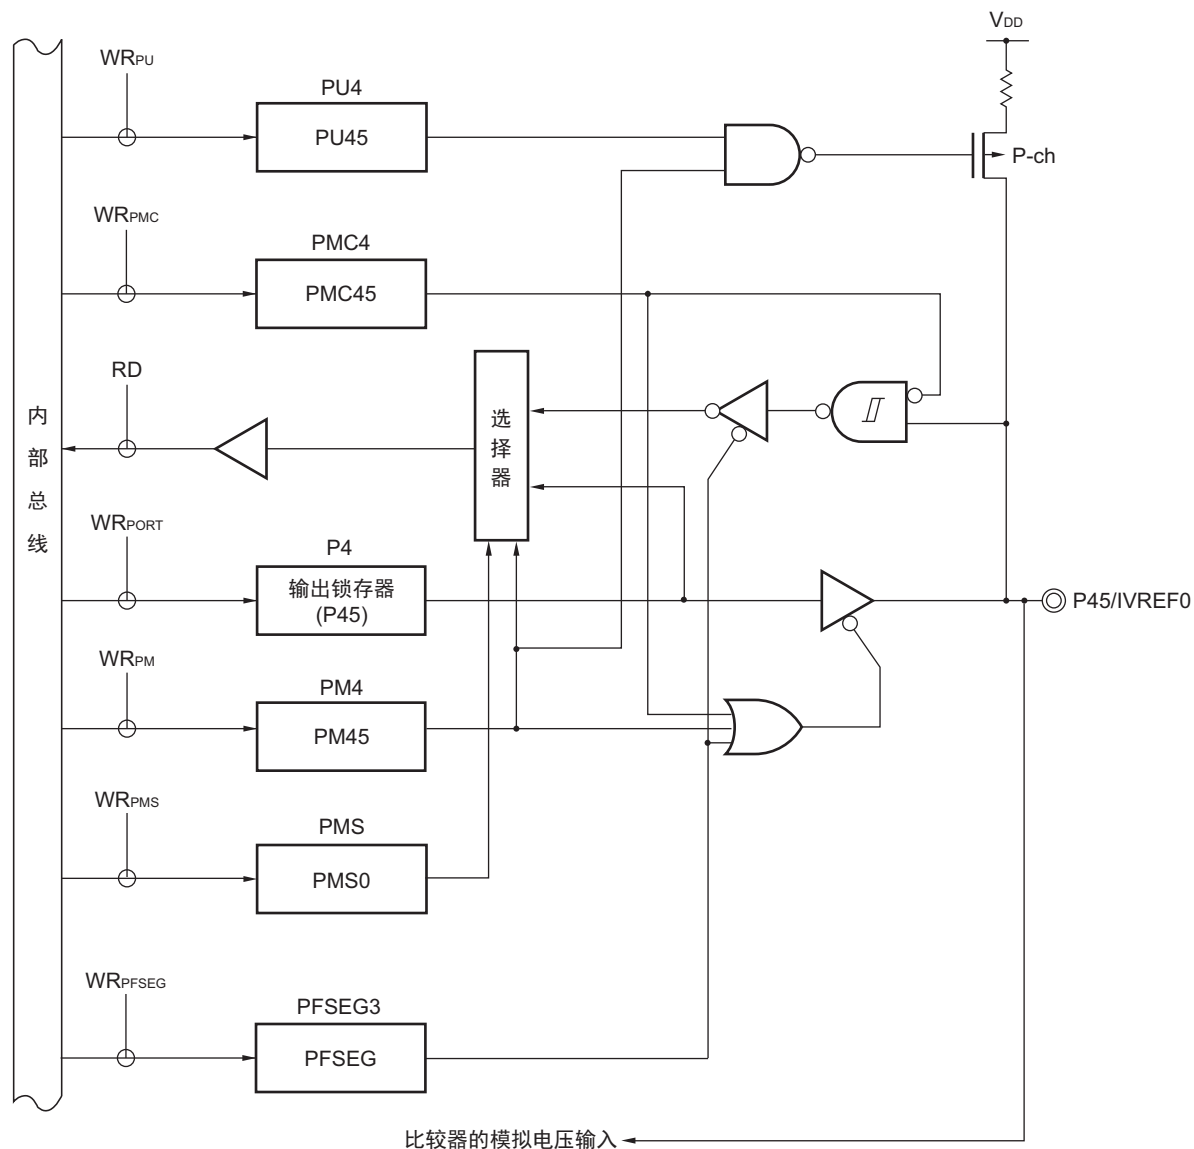 VDD
WRPU
PU4
PU45
P-ch
WRPMC
PMC4
PMC45
RD
选择器
内部总线
WRPORT
P4
输出锁存器
(P45)
P45/IVREF0
WRPM
PM4
PM45
WRPMS
PMS
PMS0
WRPFSEG
PFSEG3
PFSEG
比较器的模拟电压输入